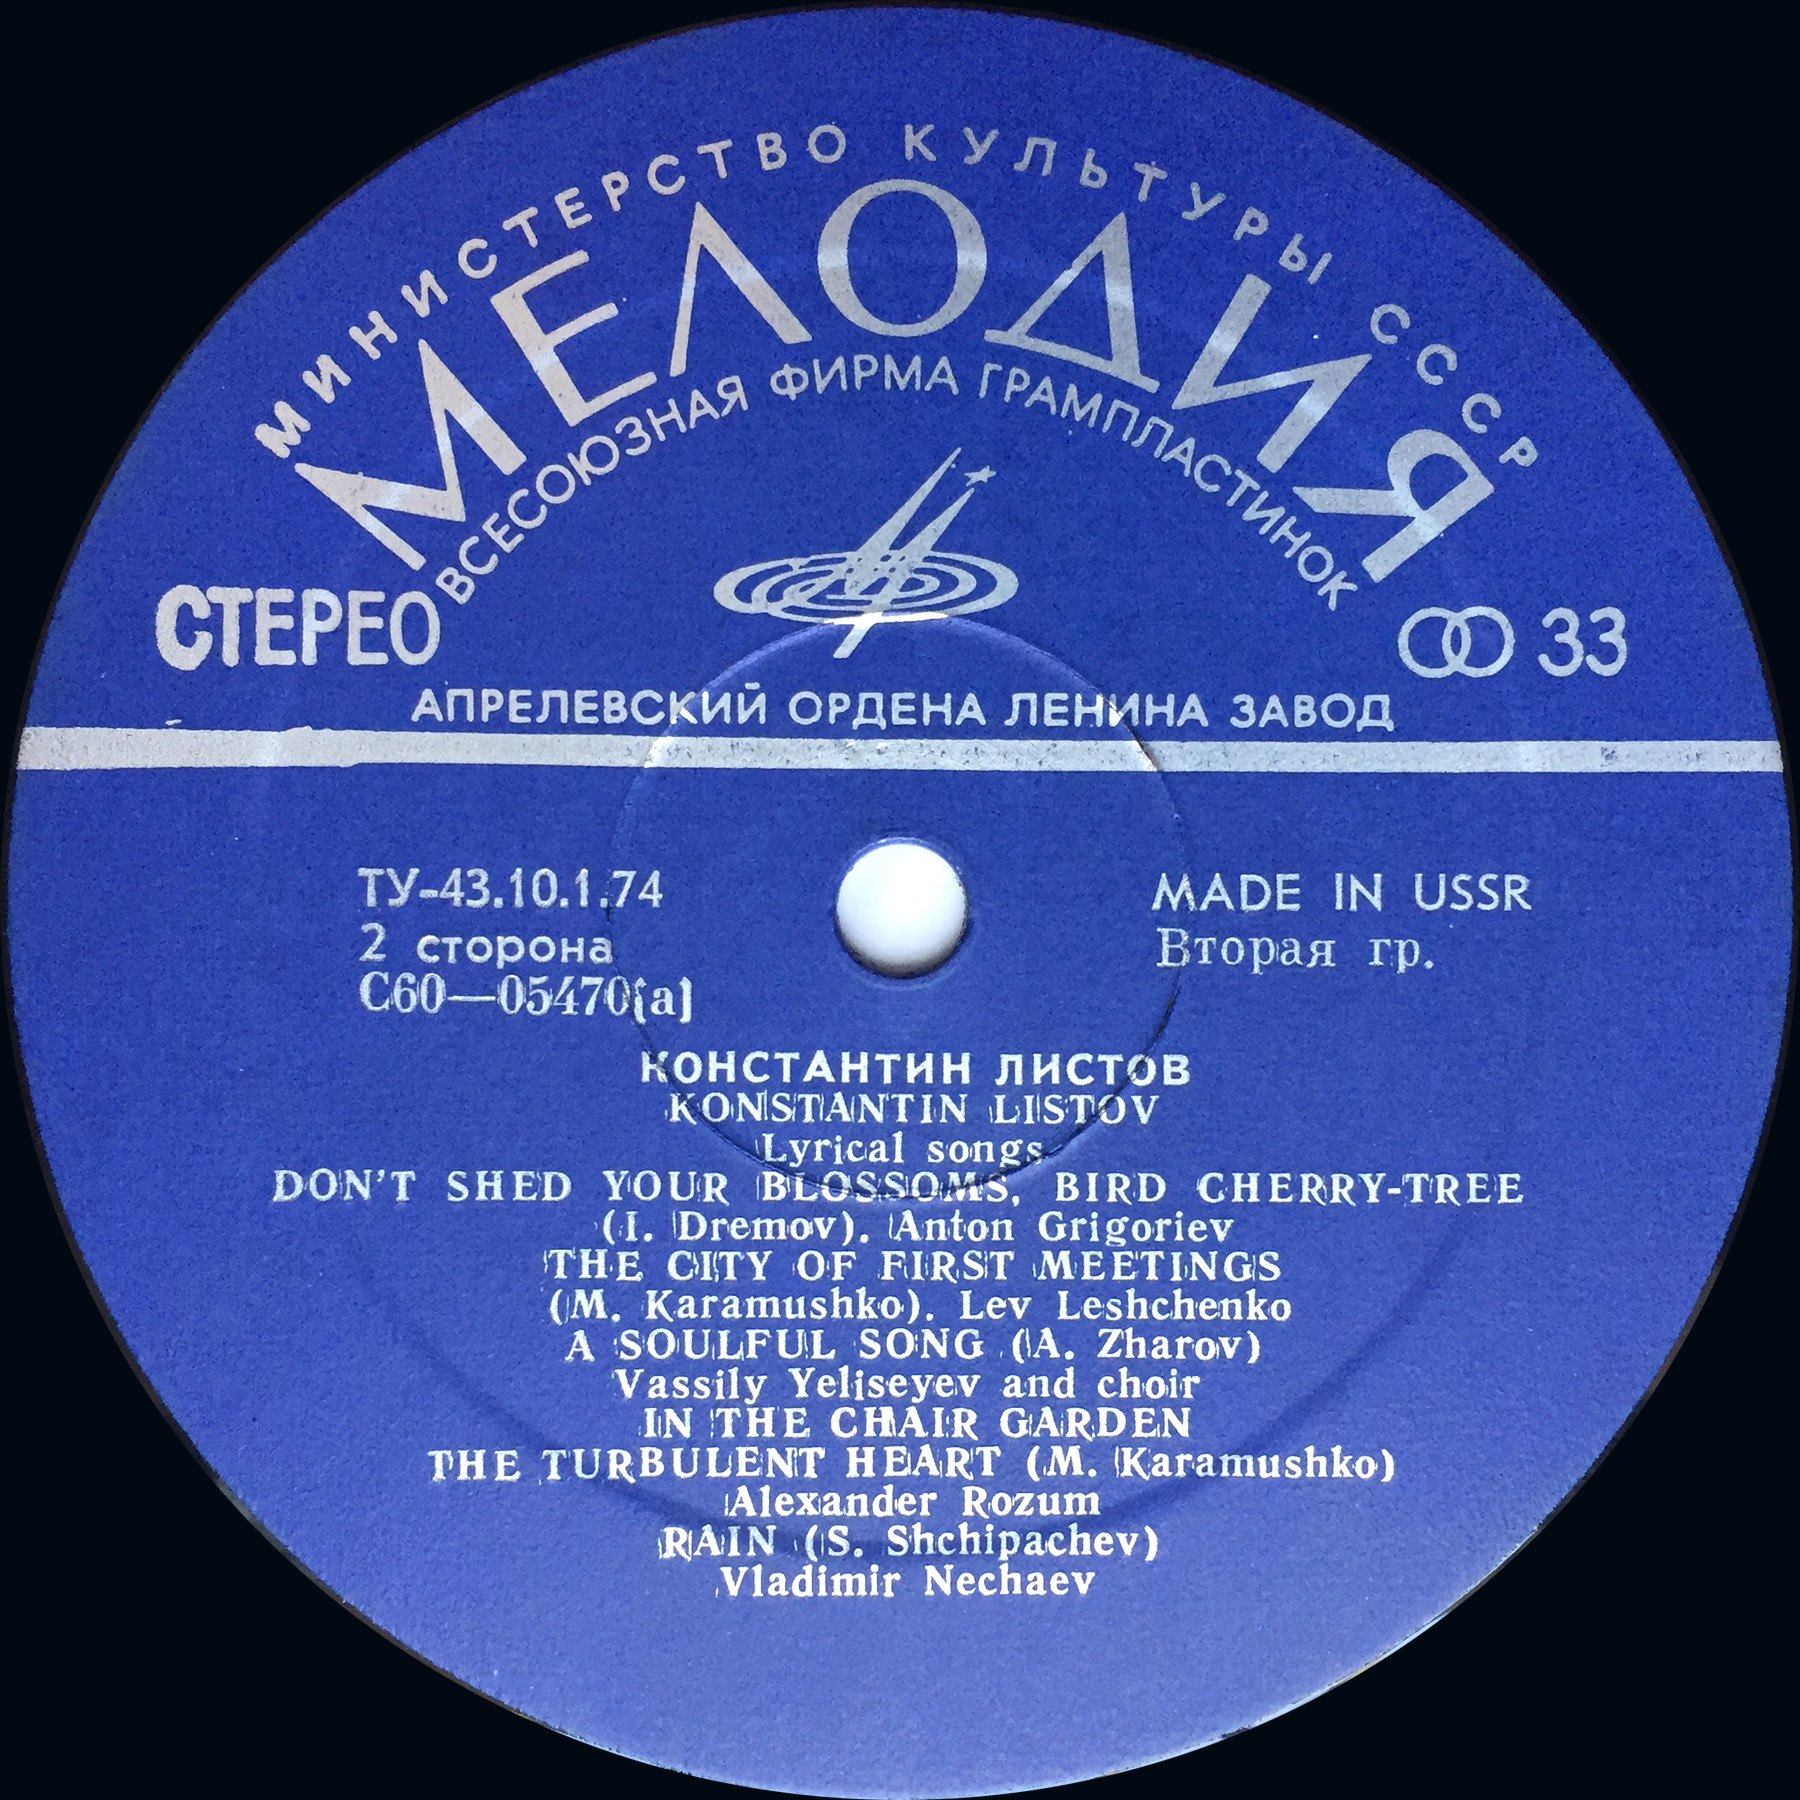 МИНИСТЕРСТВО КУЛЬТУРЫ СССР
МЕЛОДИЯ
ВСЕСОЮЗНАЯ ФИРМА ГРАМПЛАСТИНОК
СТЕРЕО
33
АПРЕЛЕВСКИЙ ОРДЕНА ЛЕНИНА ЗАВОД
ТУ-43.10.1.74
2 сторона
С60—05470(а)
MADE IN USSR
Вторая гр.
КОНСТАНТИН ЛИСТОВ
KONSTANTIN LISTOV
Lyrical songs
DON'T SHED YOUR BLOSSOMS, BIRD CHERRY-TREE
(I. Dremov). Anton Grigoriev
THE CITY OF FIRST MEETINGS
(M. Karamushko). Lev Leshchenko
A SOULFUL SONG (A. Zharov)
Vassily Yeliseyev and choir
IN THE CHAIR GARDEN
THE TURBULENT HEART (M. Karamushko)
Alexander Rozum
RAIN (S. Shchipachev)
Vladimir Nechaev